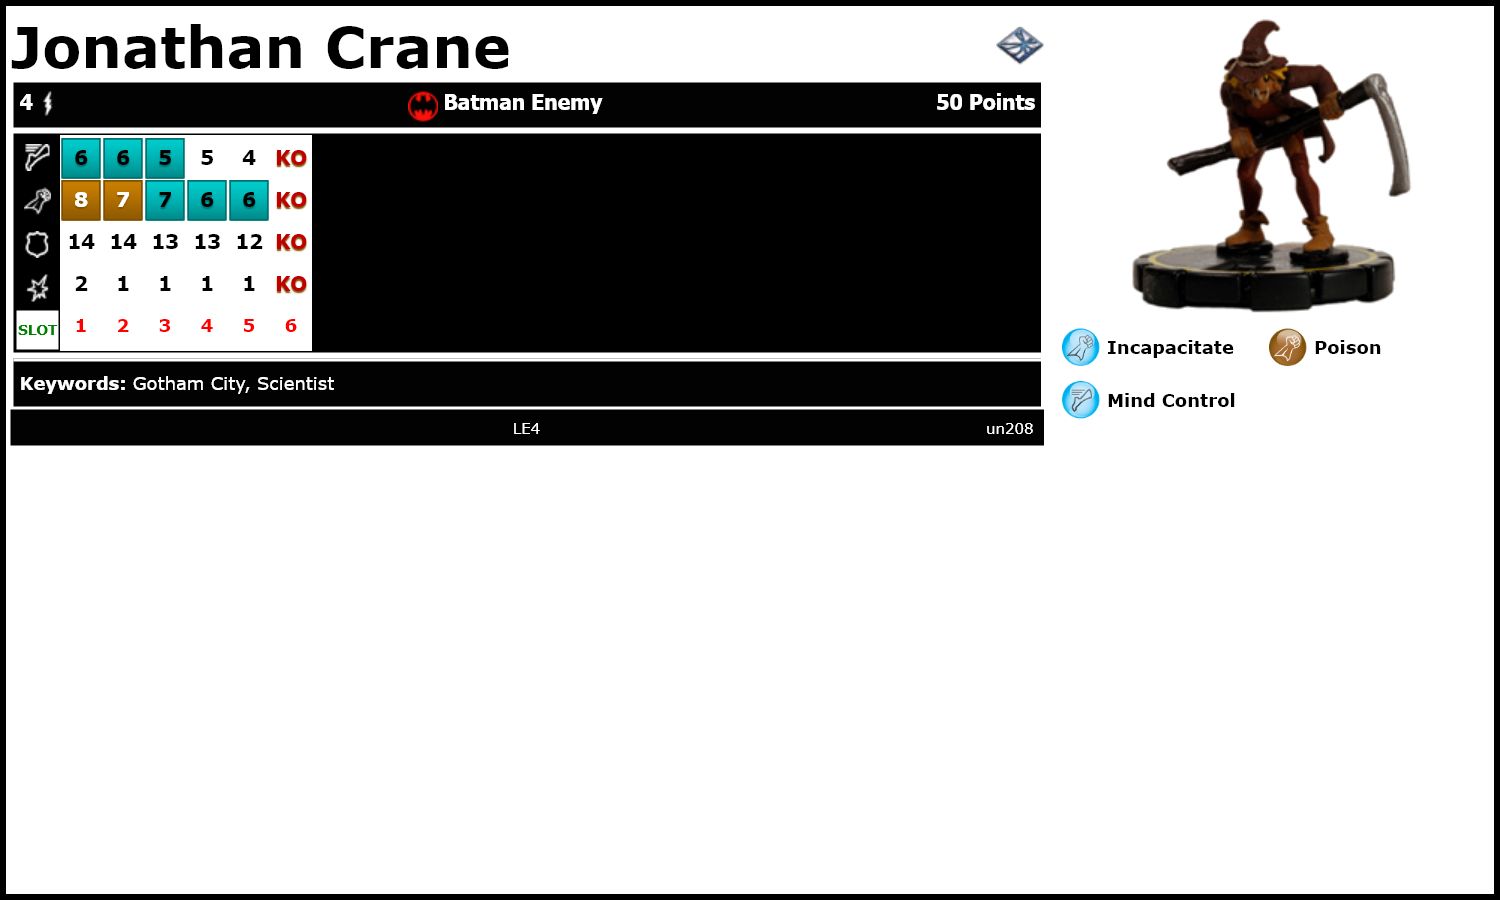 Jonathan Crane
4 Batman Enemy 50 Points
6 6 5 5 4 KO
8 7 7 6 6 KO
14 14 13 13 12 KO
2 1 1 1 1 KO
SLOT 1 2 3 4 5 6
Incapacitate Poison
Mind Control
Keywords: Gotham City, Scientist
LE4 un208